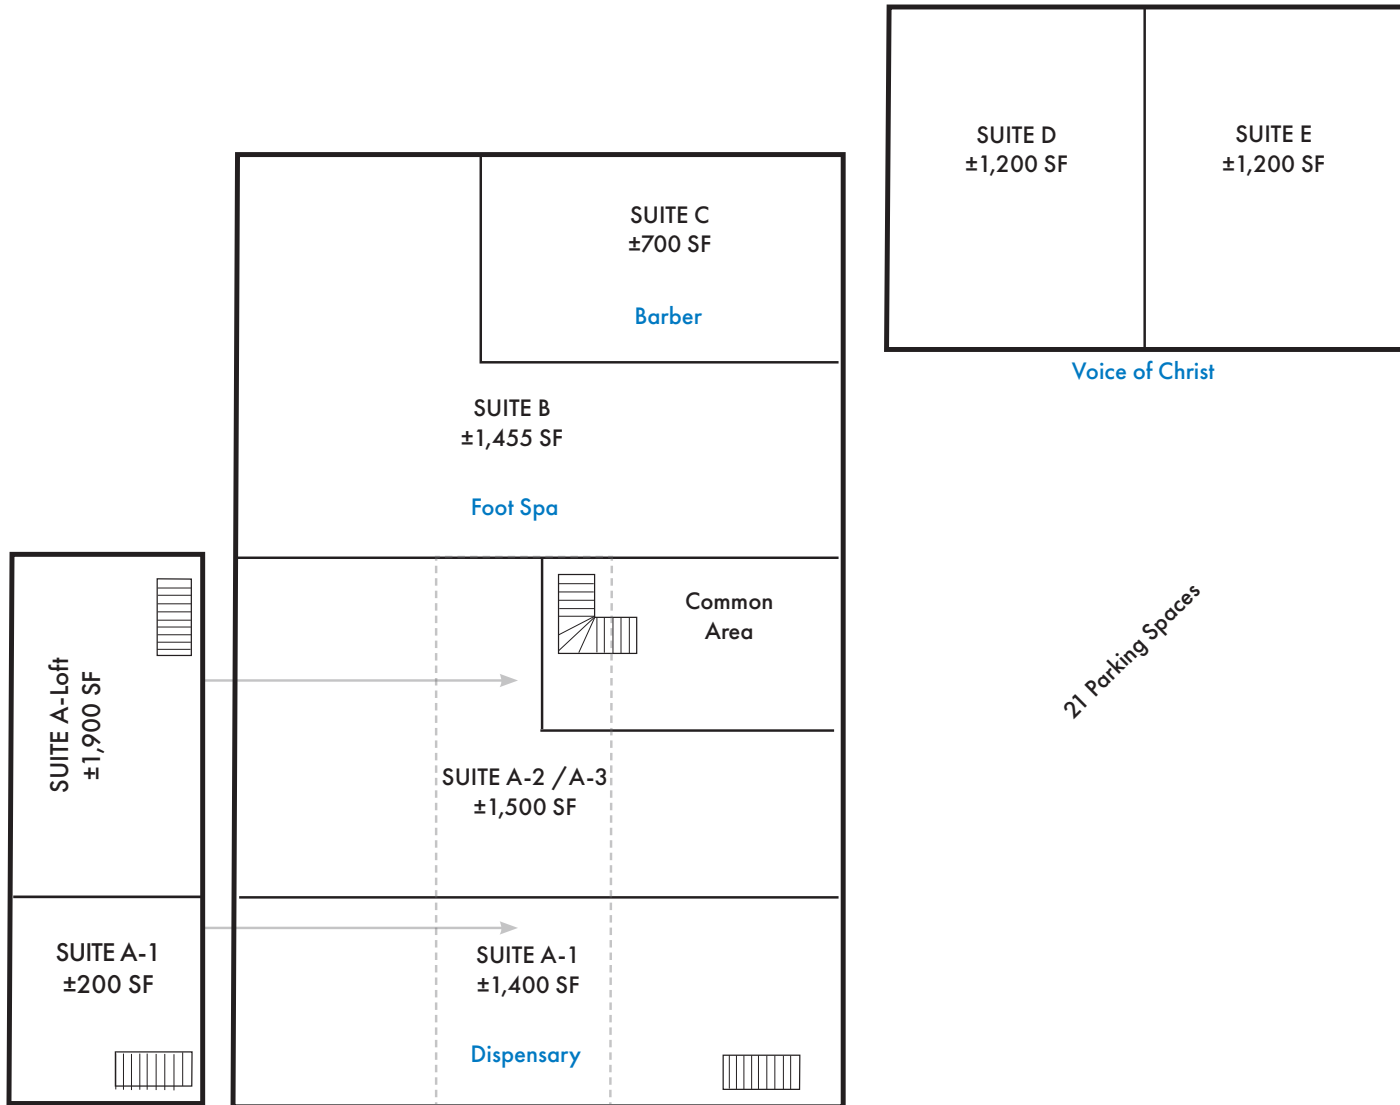 SUITE D
±1,200 SF
SUITE E
±1,200 SF
Voice of Christ
SUITE C
±700 SF
Barber
SUITE B
±1,455 SF
Foot Spa
Common
Area
SUITE A-Loft
±1,900 SF
21 Parking Spaces
SUITE A-2 / A-3
±1,500 SF
SUITE A-1
±200 SF
SUITE A-1
±1,400 SF
Dispensary